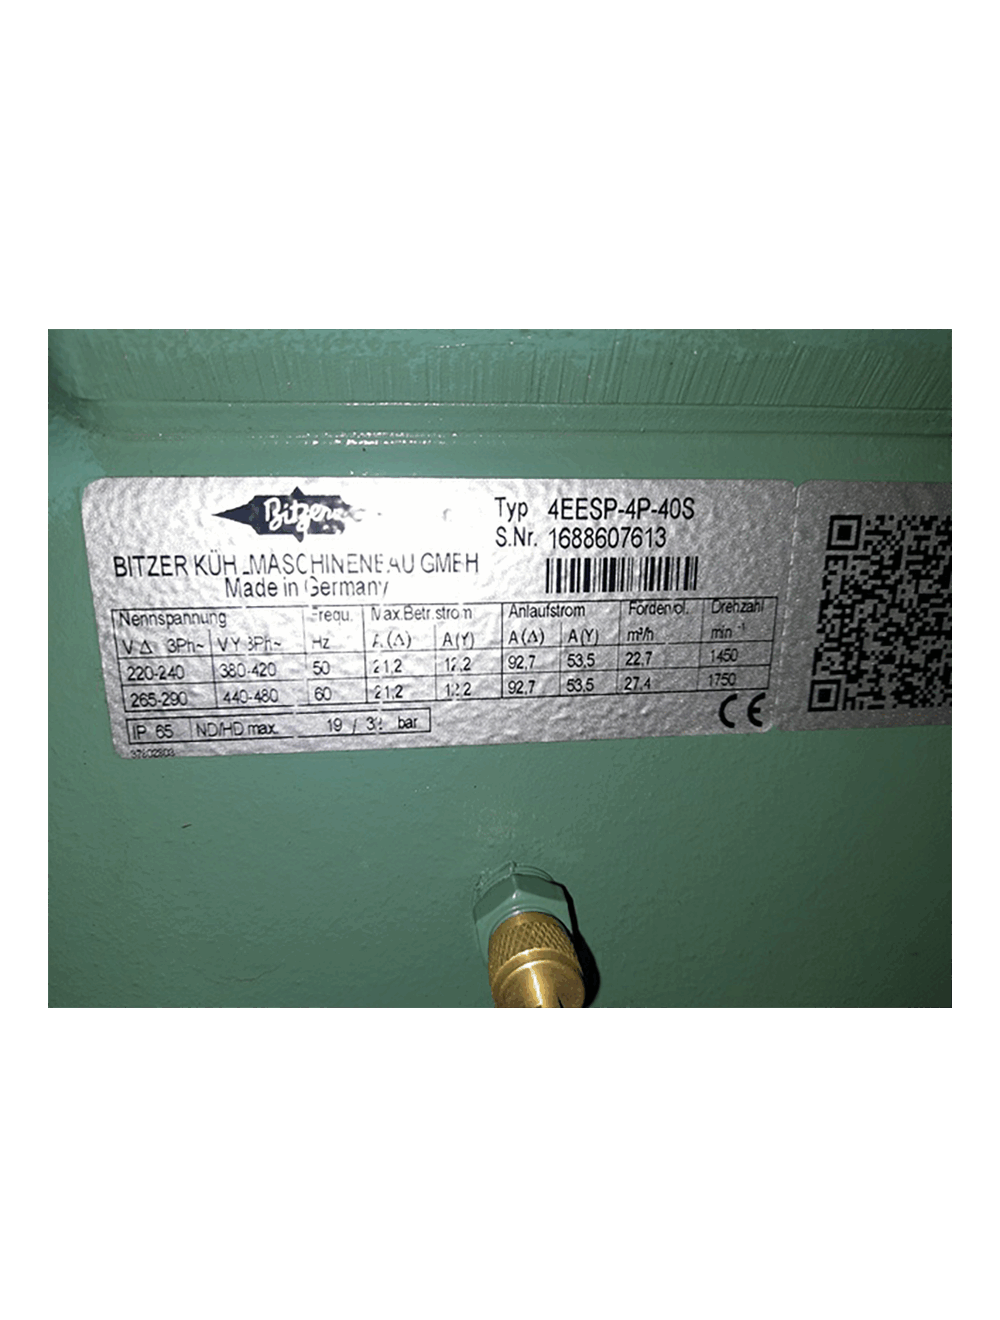 Bitzer
Typ 4EESP-4P-40S
S.Nr. 1688607613
BITZER KÜHLMASCHINENBAU GMBH
Made in Germany
Nennspannung Frequ. Max.Betr.strom Anlaufstrom Fördervol. Drehzahl
V Δ 3Ph~ V Y 3Ph~ Hz A (Δ) A (Y) A (Δ) A (Y) m³/h min⁻¹
220-240 380-420 50 21,2 12,2 92,7 53,5 22,7 1450
265-290 440-480 60 21,2 12,2 92,7 53,5 27,4 1750
IP 65 ND/HD max. 19 / bar
CE